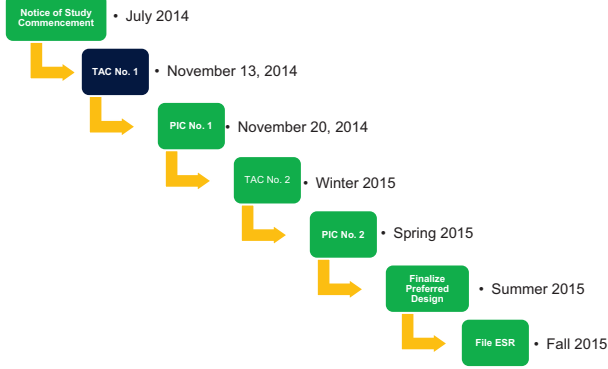 Notice of Study
Commencement
• July 2014
TAC No. 1
• November 13, 2014
PIC No. 1
• November 20, 2014
TAC No. 2
• Winter 2015
PIC No. 2
• Spring 2015
Finalize
Preferred
Design
• Summer 2015
File ESR
• Fall 2015